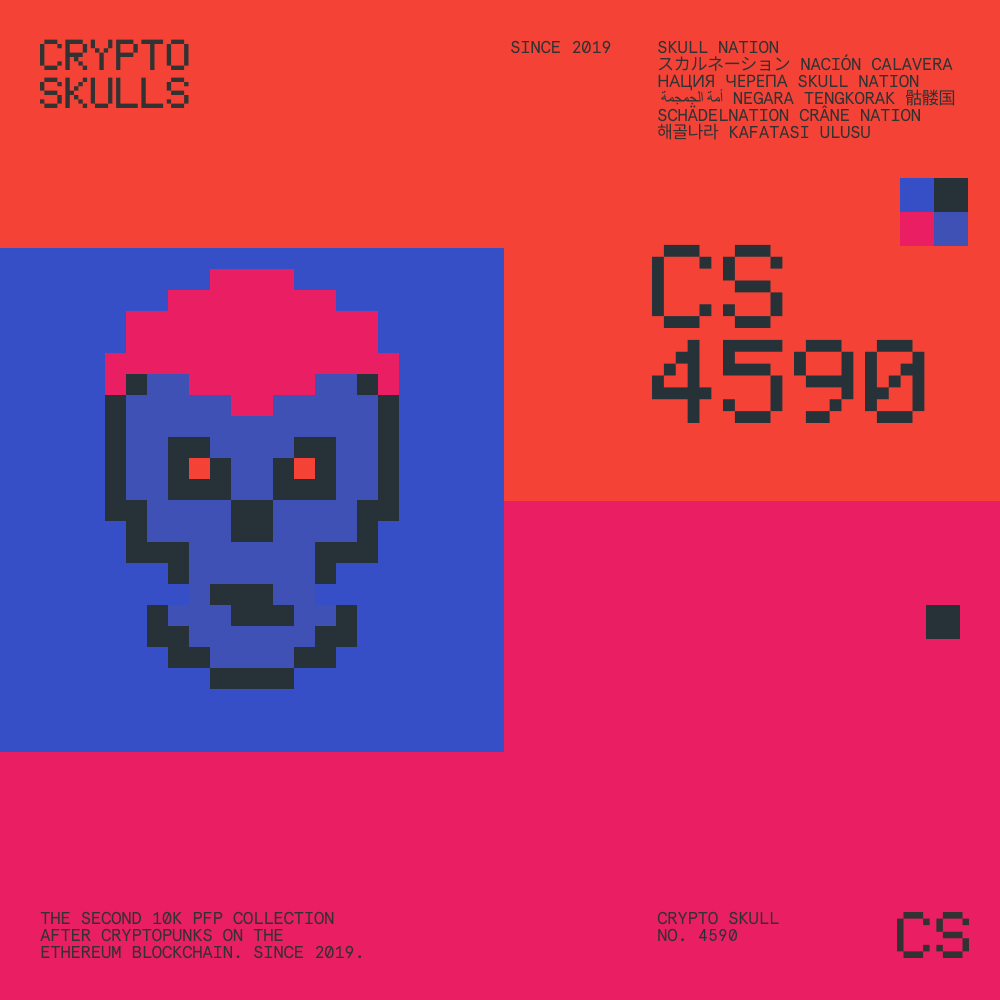 CRYPTO
SKULLS
SINCE 2019
SKULL NATION
スカルネーション NACIÓN CALAVERA
НАЦИЯ ЧЕРЕПА SKULL NATION
أمة الجمجمة NEGARA TENGKORAK 骷髅国
SCHÄDELNATION CRÂNE NATION
해골나라 KAFATASI ULUSU
CS
4590
THE SECOND 10K PFP COLLECTION
AFTER CRYPTOPUNKS ON THE
ETHEREUM BLOCKCHAIN. SINCE 2019.
CRYPTO SKULL
NO. 4590
CS